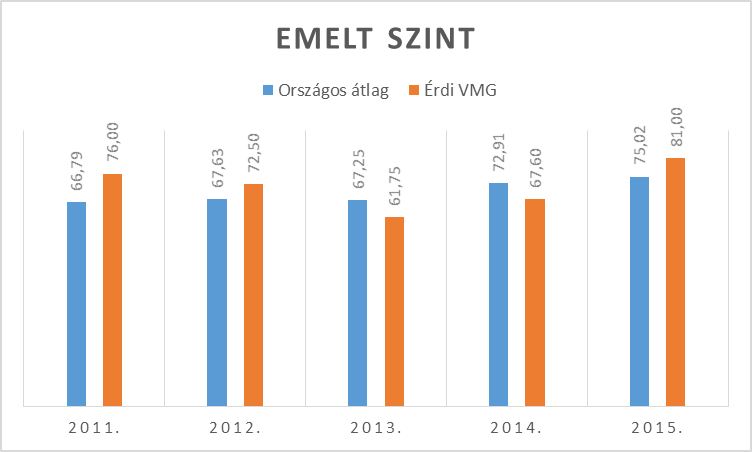 EMELT SZINT
Országos átlag Érdi VMG
66,79 76,00 67,63 72,50 67,25 61,75 72,91 67,60 75,02 81,00
2011. 2012. 2013. 2014. 2015.